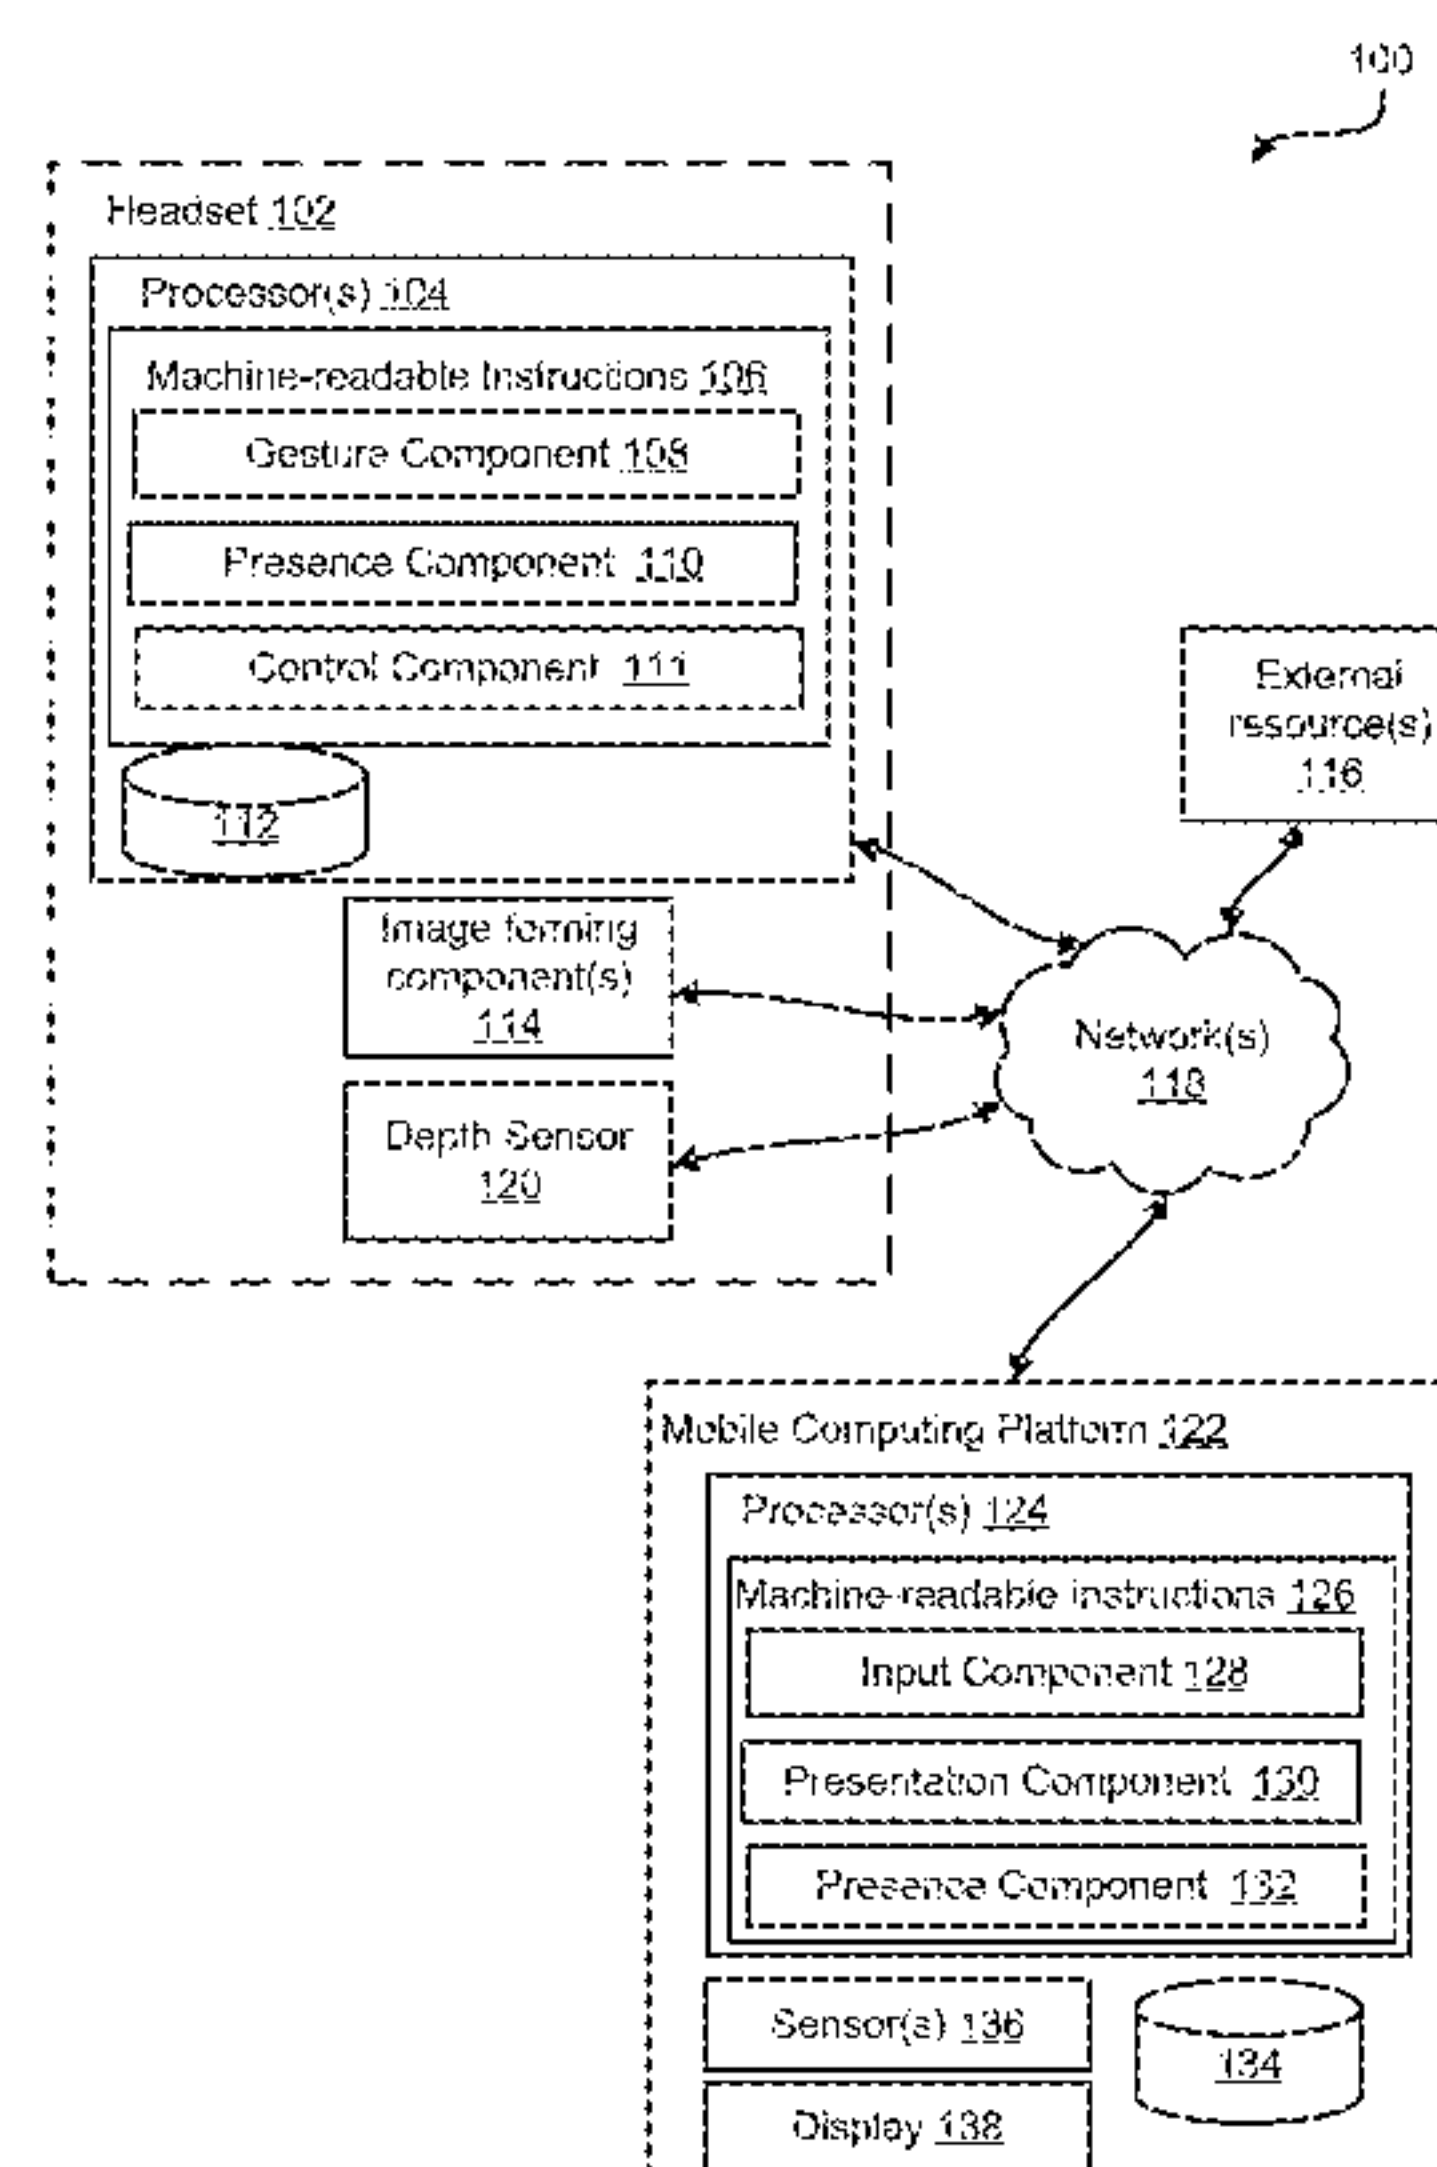 100
Headset 102
Processor(s) 104
Machine-readable Instructions 106
Gesture Component 108
Presence Component 110
Control Component 111
112
Image forming
component(s)
114
Depth Sensor
120
External
resource(s)
116
Network(s)
118
Mobile Computing Platform 122
Processor(s) 124
Machine-readable instructions 126
Input Component 128
Presentation Component 130
Presence Component 132
Sensor(s) 136
134
Display 138